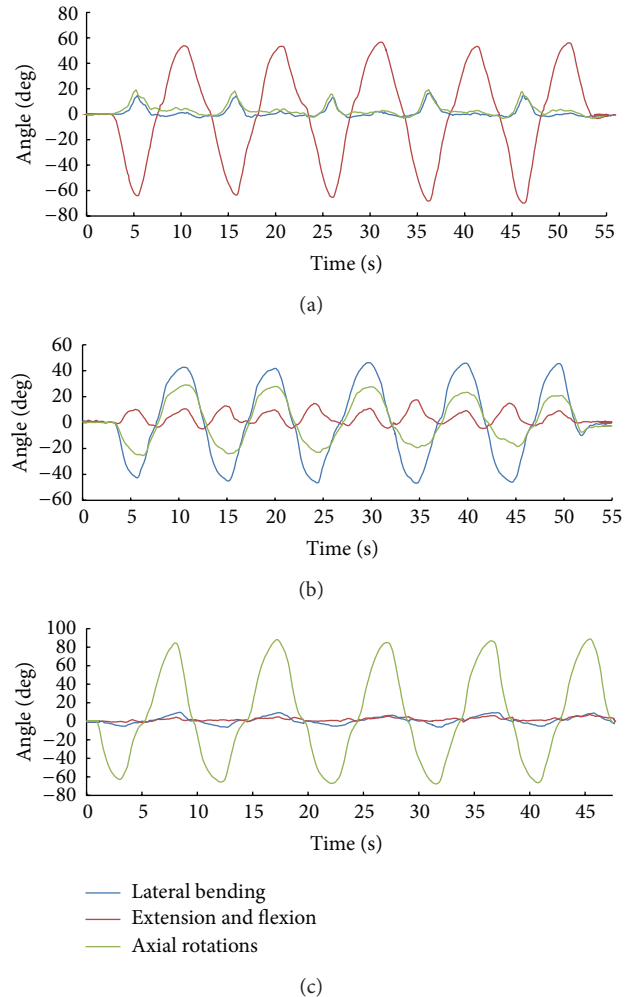 80
60
40
20
0
−20
−40
−60
−80
Angle (deg)
0 5 10 15 20 25 30 35 40 45 50 55
Time (s)
(a)
60
40
20
0
−20
−40
−60
Angle (deg)
0 5 10 15 20 25 30 35 40 45 50 55
Time (s)
(b)
100
80
60
40
20
0
−20
−40
−60
−80
Angle (deg)
0 5 10 15 20 25 30 35 40 45
Time (s)
Lateral bending
Extension and flexion
Axial rotations
(c)